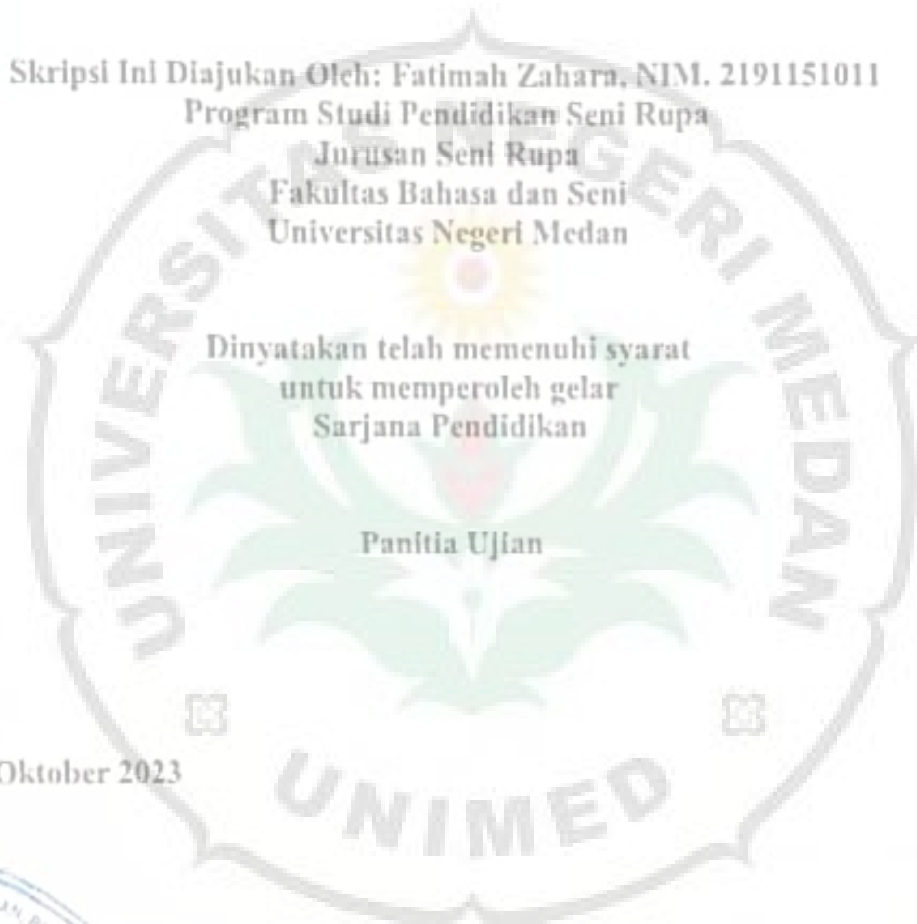 Skripsi Ini Diajukan Oleh: Fatimah Zahara, NIM. 2191151011
Program Studi Pendidikan Seni Rupa
Jurusan Seni Rupa
Fakultas Bahasa dan Seni
Universitas Negeri Medan
Dinyatakan telah memenuhi syarat
untuk memperoleh gelar
Sarjana Pendidikan
Panitia Ujian
Oktober 2023
UNIVERSITAS NEGERI MEDAN
UNIMED